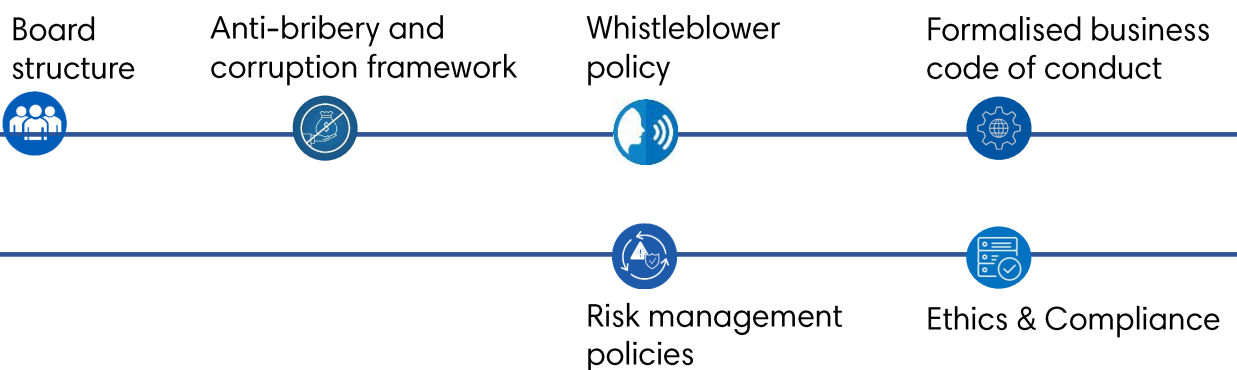 Board
structure
Anti-bribery and
corruption framework
Whistleblower
policy
Formalised business
code of conduct
Risk management
policies
Ethics & Compliance